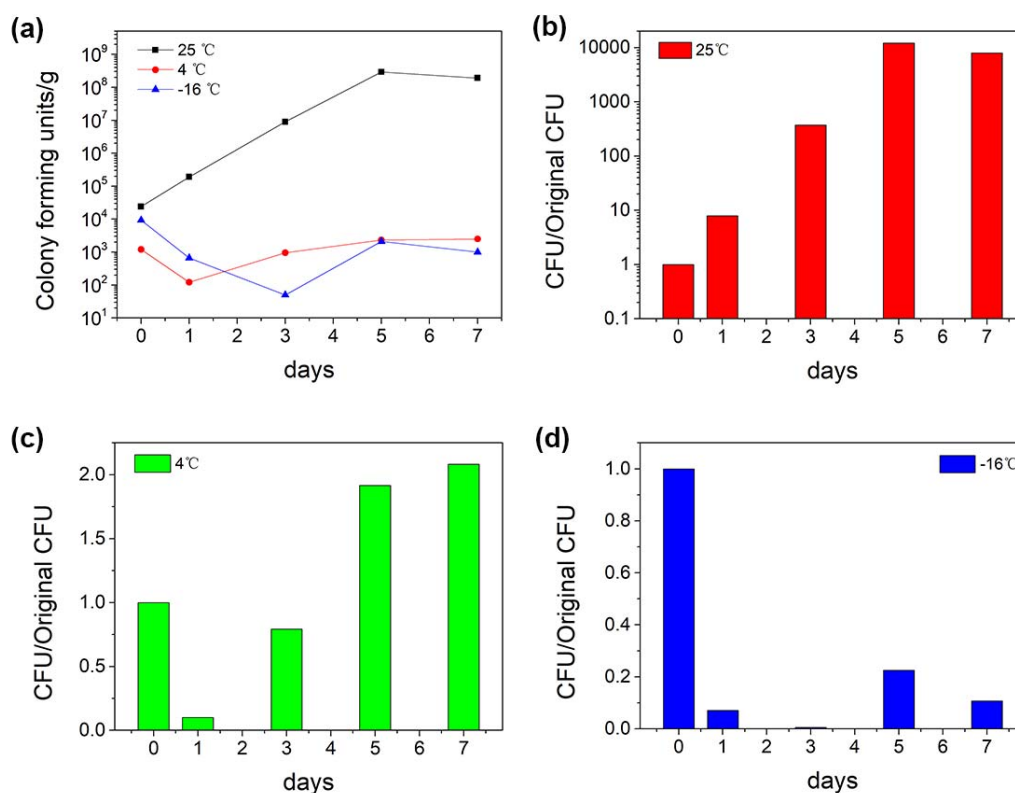 (a)
25 ℃
4 ℃
-16 ℃
10⁹
10⁸
10⁷
10⁶
10⁵
10⁴
10³
10²
10¹
Colony forming units/g
0 1 2 3 4 5 6 7
days
(b)
25℃
10000
1000
100
10
1
0.1
CFU/Original CFU
0 1 2 3 4 5 6 7
days
(c)
4℃
2.0
1.5
1.0
0.5
0.0
CFU/Original CFU
0 1 2 3 4 5 6 7
days
(d)
-16℃
1.0
0.8
0.6
0.4
0.2
0.0
CFU/Original CFU
0 1 2 3 4 5 6 7
days